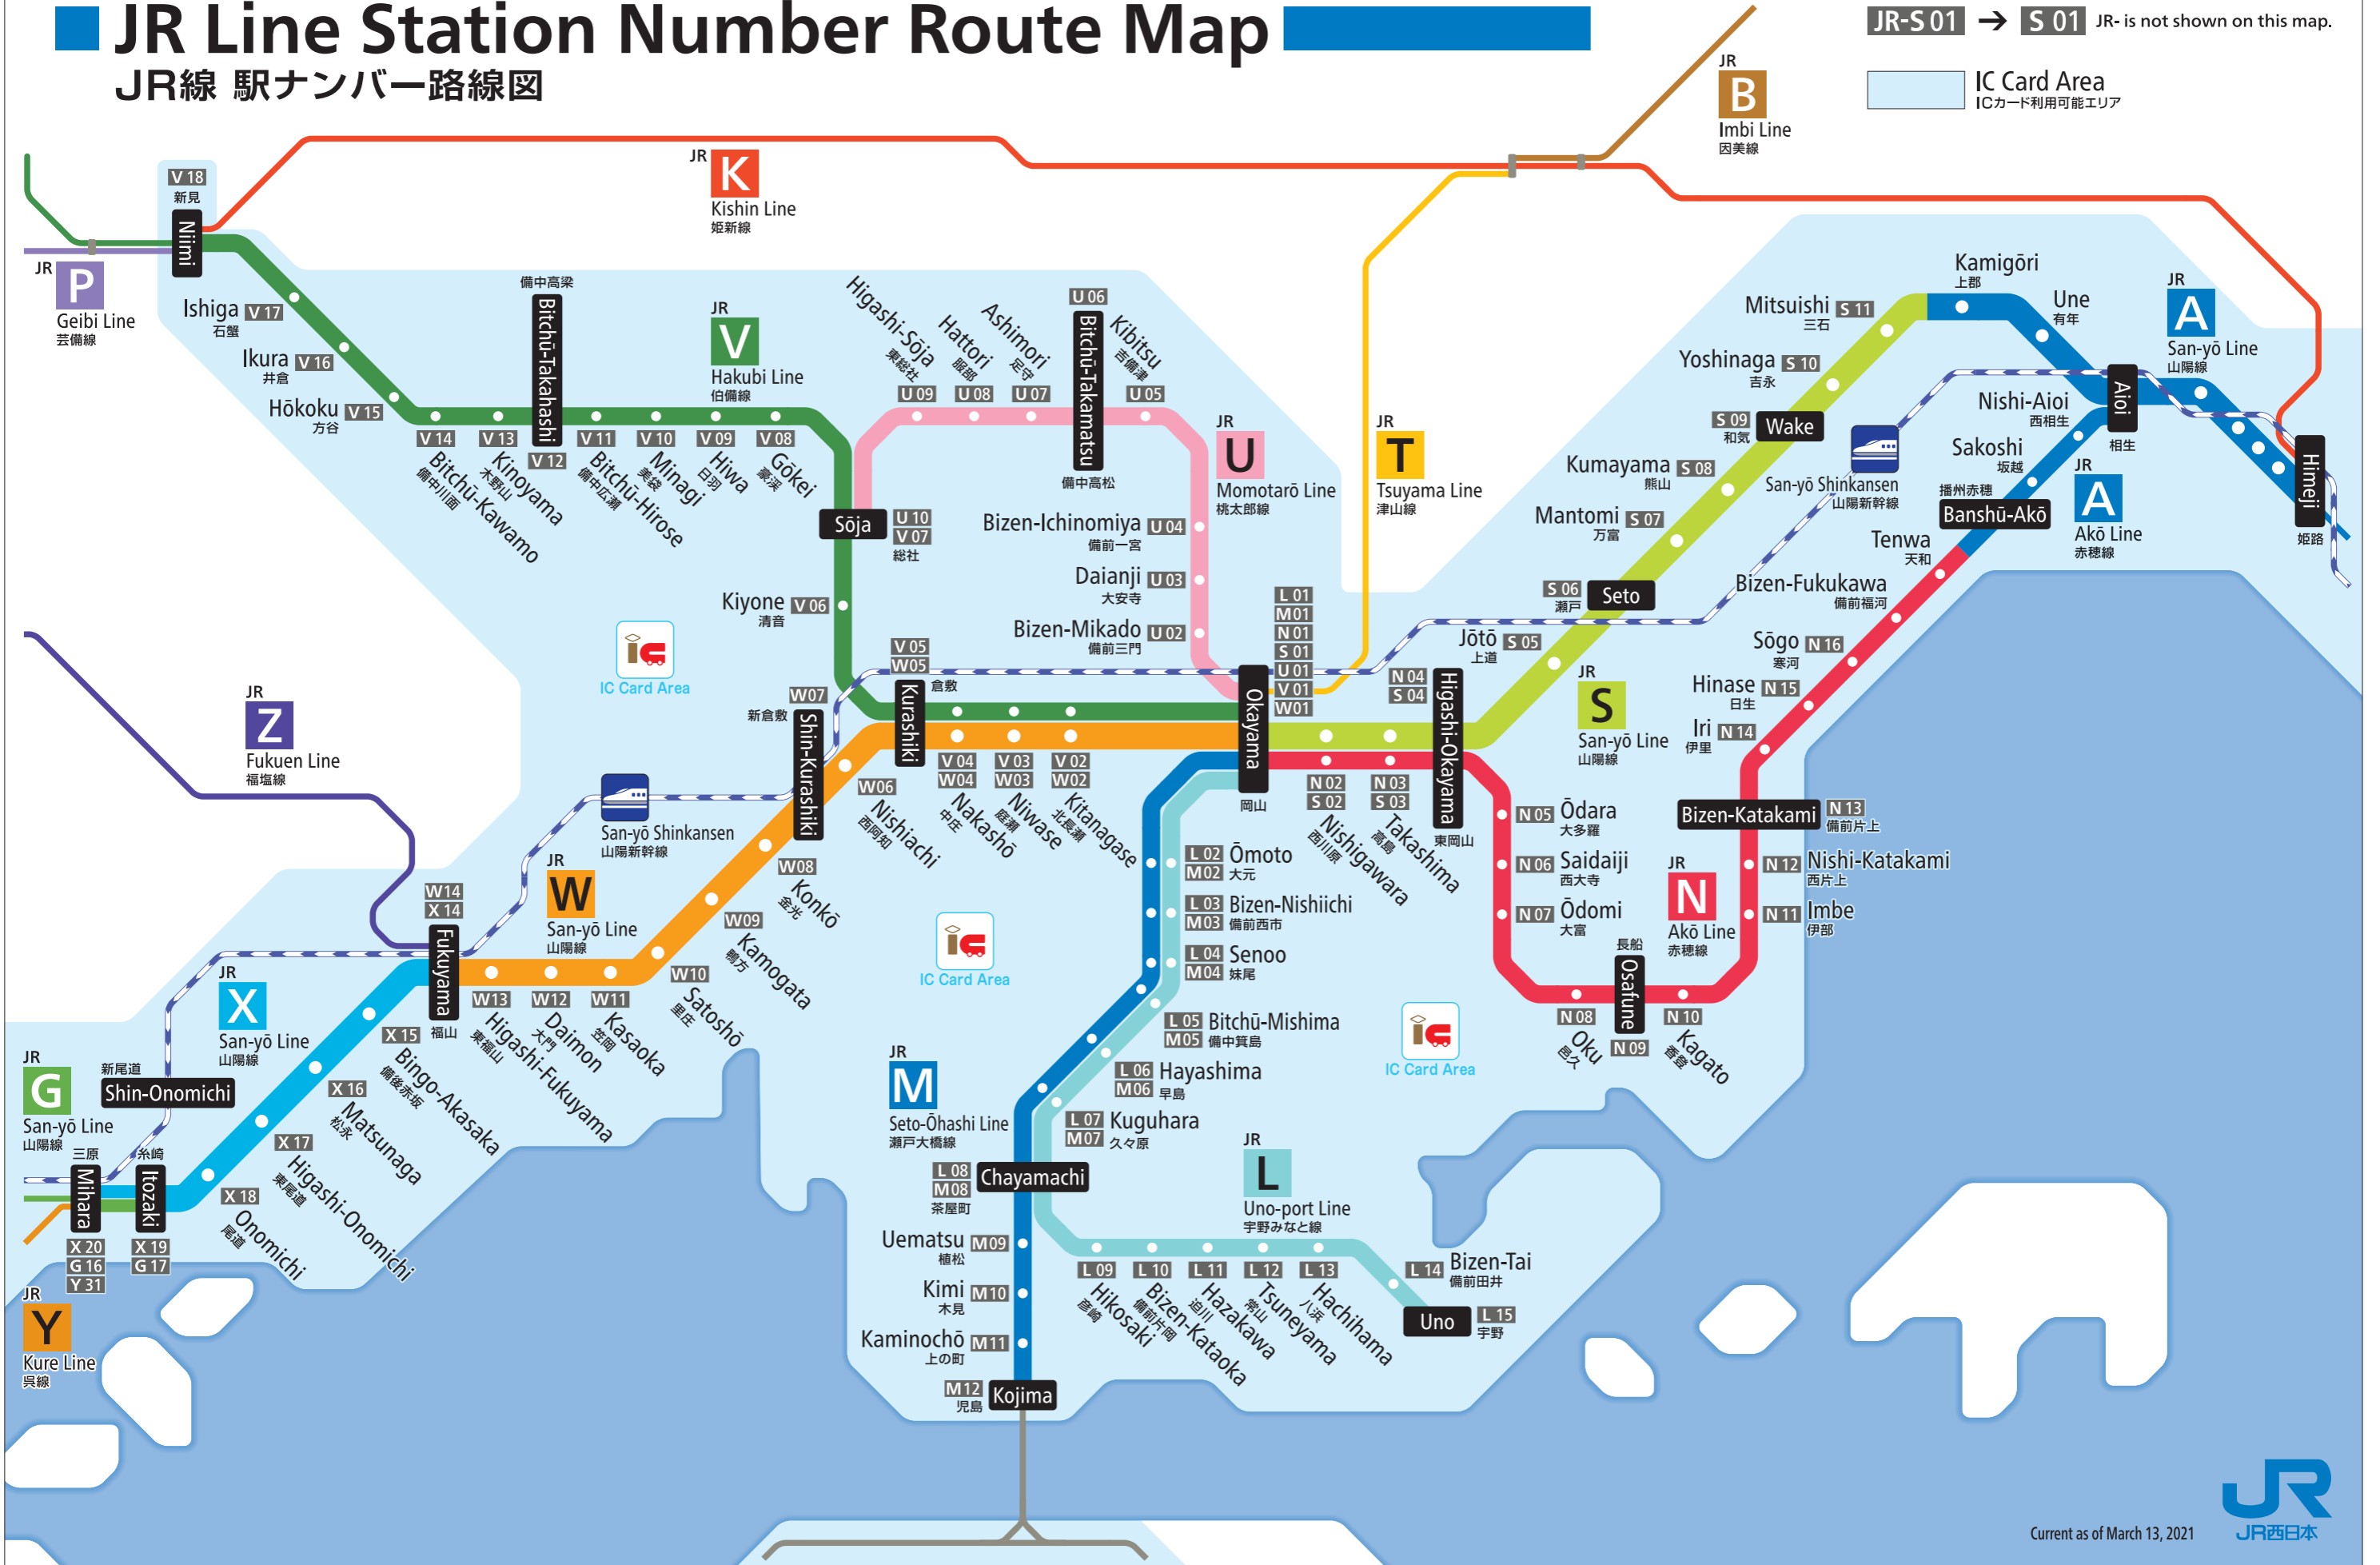 JR Line Station Number Route Map
JR線 駅ナンバー路線図
JR-S 01 → S 01 JR- is not shown on this map.
IC Card Area
ICカード利用可能エリア
JR
B
Imbi Line
因美線
JR
K
Kishin Line
姫新線
V 18
新見
Niimi
JR
P
Geibi Line
芸備線
Ishiga V 17
石蟹
Ikura V 16
井倉
Hōkoku V 15
方谷
V 14
Bitchū-Kawamo
備中川面
V 13
Kinoyama
木野山
備中高梁
Bitchū-Takahashi
V 12
V 11
Bitchū-Hirose
備中広瀬
V 10
Minagi
美袋
V 09
Hiwa
日羽
V 08
Gōkei
豪渓
JR
V
Hakubi Line
伯備線
Sōja
U 10
V 07
総社
Higashi-Sōja
東総社
U 09
Hattori
服部
U 08
Ashimori
足守
U 07
U 06
Bitchū-Takamatsu
備中高松
Kibitsu
吉備津
U 05
JR
U
Momotarō Line
桃太郎線
Bizen-Ichinomiya U 04
備前一宮
Daianji U 03
大安寺
Bizen-Mikado U 02
備前三門
JR
T
Tsuyama Line
津山線
Kiyone V 06
清音
IC Card Area
V 05
W05
Kurashiki
倉敷
L 01
M01
N 01
S 01
U 01
V 01
W01
Okayama
岡山
V 04
W04
Nakashō
中庄
V 03
W03
Niwase
庭瀬
V 02
W02
Kitanagase
北長瀬
W06
Nishiachi
西阿知
W07
新倉敷
Shin-Kurashiki
W08
Konkō
金光
W09
Kamogata
鴨方
W10
Satoshō
里庄
W11
Kasaoka
笠岡
W12
Daimon
大門
W13
Higashi-Fukuyama
東福山
W14
X 14
Fukuyama
福山
JR
W
San-yō Line
山陽線
San-yō Shinkansen
山陽新幹線
JR
Z
Fukuen Line
福塩線
JR
X
San-yō Line
山陽線
X 15
Bingo-Akasaka
備後赤坂
X 16
Matsunaga
松永
X 17
Higashi-Onomichi
東尾道
X 18
Onomichi
尾道
新尾道
Shin-Onomichi
JR
G
San-yō Line
山陽線
三原
Mihara
X 20
G 16
Y 31
糸崎
Itozaki
X 19
G 17
JR
Y
Kure Line
呉線
N 02
S 02
Nishigawara
西川原
N 03
S 03
Takashima
高島
N 04
S 04
Higashi-Okayama
東岡山
Jōtō S 05
上道
S 06
瀬戸
Seto
Mantomi S 07
万富
Kumayama S 08
熊山
S 09
和気
Wake
Yoshinaga S 10
吉永
Mitsuishi S 11
三石
Kamigōri
上郡
Une
有年
JR
A
San-yō Line
山陽線
Aioi
相生
Himeji
姫路
San-yō Shinkansen
山陽新幹線
JR
S
San-yō Line
山陽線
Nishi-Aioi
西相生
Sakoshi
坂越
播州赤穂
Banshū-Akō
JR
A
Akō Line
赤穂線
Tenwa
天和
Bizen-Fukukawa
備前福河
Sōgo N 16
寒河
Hinase N 15
日生
Iri N 14
伊里
Bizen-Katakami N 13
備前片上
N 12 Nishi-Katakami
西片上
N 11 Imbe
伊部
JR
N
Akō Line
赤穂線
N 05 Ōdara
大多羅
N 06 Saidaiji
西大寺
N 07 Ōdomi
大富
N 08
Oku
邑久
長船
Osafune
N 09
N 10
Kagato
香登
IC Card Area
IC Card Area
L 02 Ōmoto
M02 大元
L 03 Bizen-Nishiichi
M03 備前西市
L 04 Senoo
M04 妹尾
L 05 Bitchū-Mishima
M05 備中箕島
L 06 Hayashima
M06 早島
L 07 Kuguhara
M07 久々原
JR
M
Seto-Ōhashi Line
瀬戸大橋線
L 08
M08
茶屋町
Chayamachi
Uematsu M09
植松
Kimi M10
木見
Kaminochō M11
上の町
M12
児島
Kojima
JR
L
Uno-port Line
宇野みなと線
L 09
Hikosaki
彦崎
L 10
Bizen-Kataoka
備前片岡
L 11
Hazakawa
迫川
L 12
Tsuneyama
常山
L 13
Hachihama
八浜
L 14 Bizen-Tai
備前田井
Uno L 15
宇野
Current as of March 13, 2021
JR
JR西日本